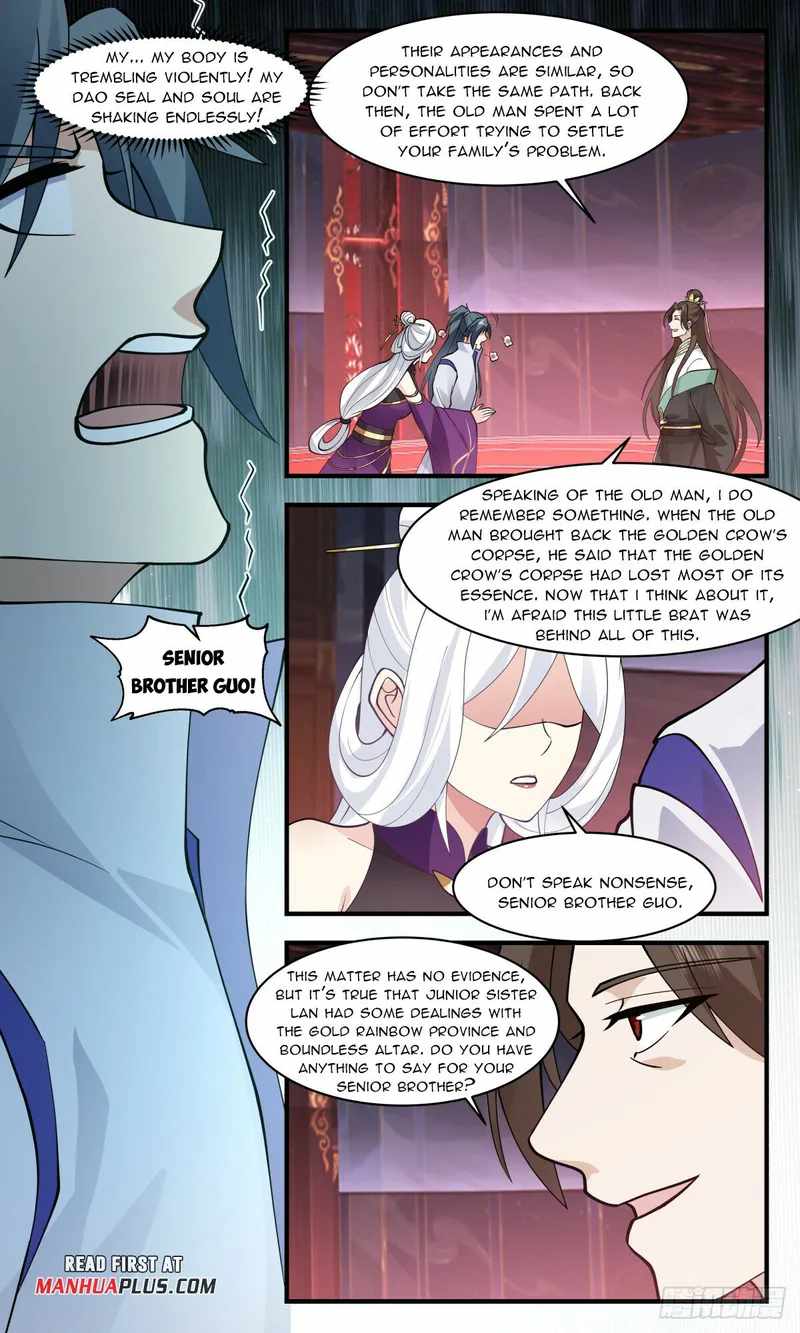 MY... MY BODY IS
TREMBLING VIOLENTLY! MY
DAO SEAL AND SOUL ARE
SHAKING ENDLESSLY!
THEIR APPEARANCES AND
PERSONALITIES ARE SIMILAR, SO
DON'T TAKE THE SAME PATH. BACK
THEN, THE OLD MAN SPENT A LOT
OF EFFORT TRYING TO SETTLE
YOUR FAMILY'S PROBLEM.
SPEAKING OF THE OLD MAN, I DO
REMEMBER SOMETHING. WHEN THE OLD
MAN BROUGHT BACK THE GOLDEN CROW'S
CORPSE, HE SAID THAT THE GOLDEN
CROW'S CORPSE HAD LOST MOST OF ITS
ESSENCE. NOW THAT I THINK ABOUT IT,
I'M AFRAID THIS LITTLE BRAT WAS
BEHIND ALL OF THIS.
SENIOR
BROTHER GUO!
DON'T SPEAK NONSENSE,
SENIOR BROTHER GUO.
THIS MATTER HAS NO EVIDENCE,
BUT IT'S TRUE THAT JUNIOR SISTER
LAN HAD SOME DEALINGS WITH
THE GOLD RAINBOW PROVINCE AND
BOUNDLESS ALTAR. DO YOU HAVE
ANYTHING TO SAY FOR YOUR
SENIOR BROTHER?
READ FIRST AT
MANHUAPLUS.COM
腾讯动漫